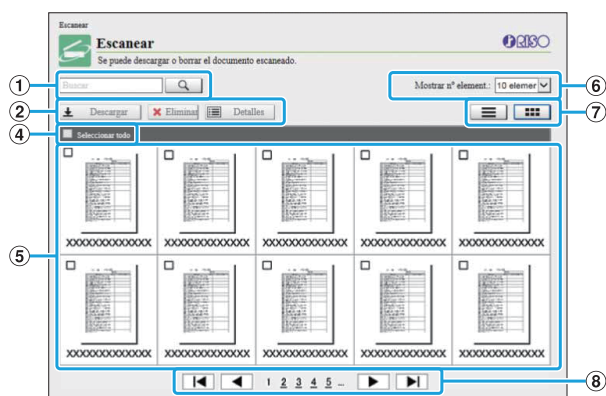 Escanear
Escanear
RISO
Se puede descargar o borrar el documento escaneado.
1
Buscar
Mostrar nº element.: 10 elemer
6
2
Descargar
Eliminar
Detalles
7
4
Seleccionar todo
XXXXXXXXXXXXX XXXXXXXXXXXXX XXXXXXXXXXXXX XXXXXXXXXXXXX XXXXXXXXXXXXX
5
XXXXXXXXXXXXX XXXXXXXXXXXXX XXXXXXXXXXXXX XXXXXXXXXXXXX XXXXXXXXXXXXX
1 2 3 4 5 ...
8